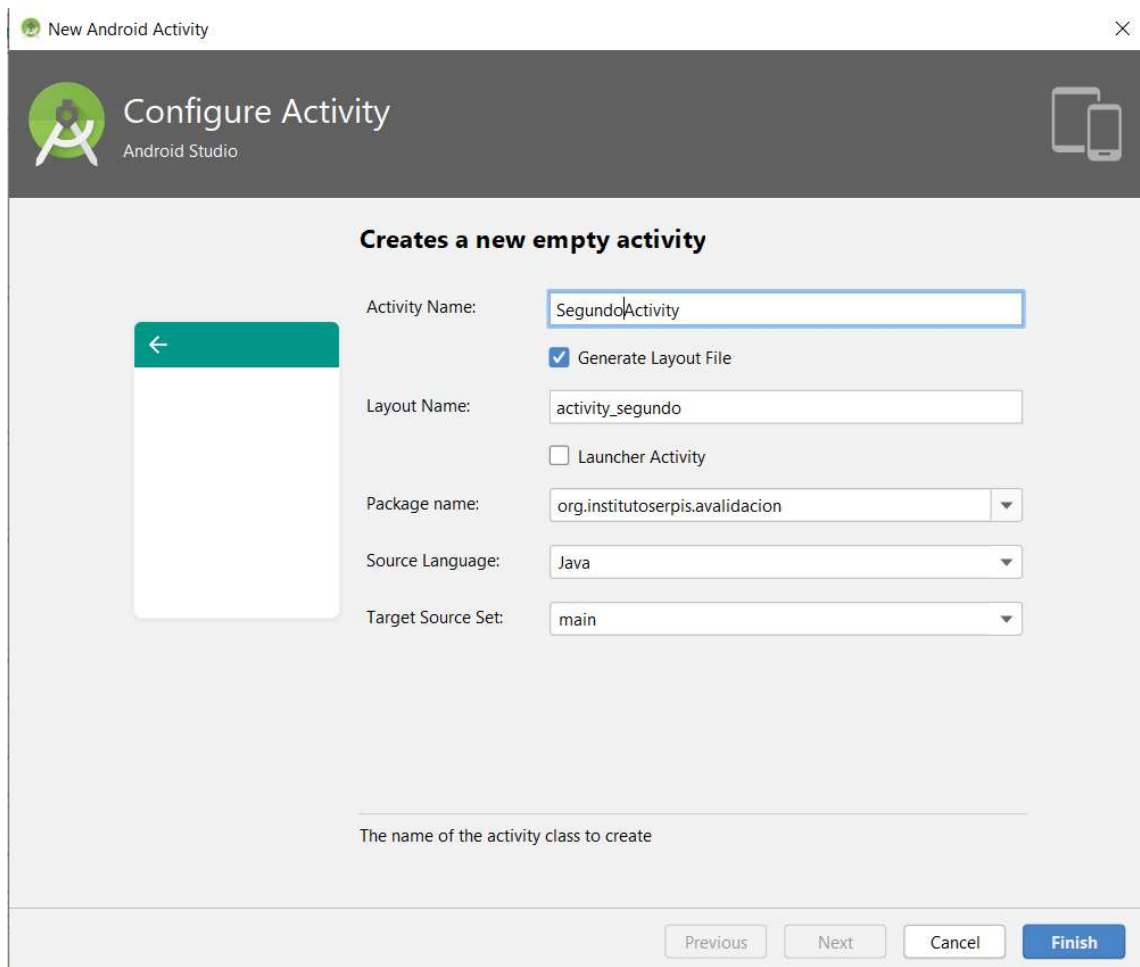 New Android Activity
Configure Activity
Android Studio
Creates a new empty activity
Activity Name: SegundoActivity
Generate Layout File
Layout Name: activity_segundo
Launcher Activity
Package name: org.institutoserpis.avalidacion
Source Language: Java
Target Source Set: main
The name of the activity class to create
Previous Next Cancel Finish